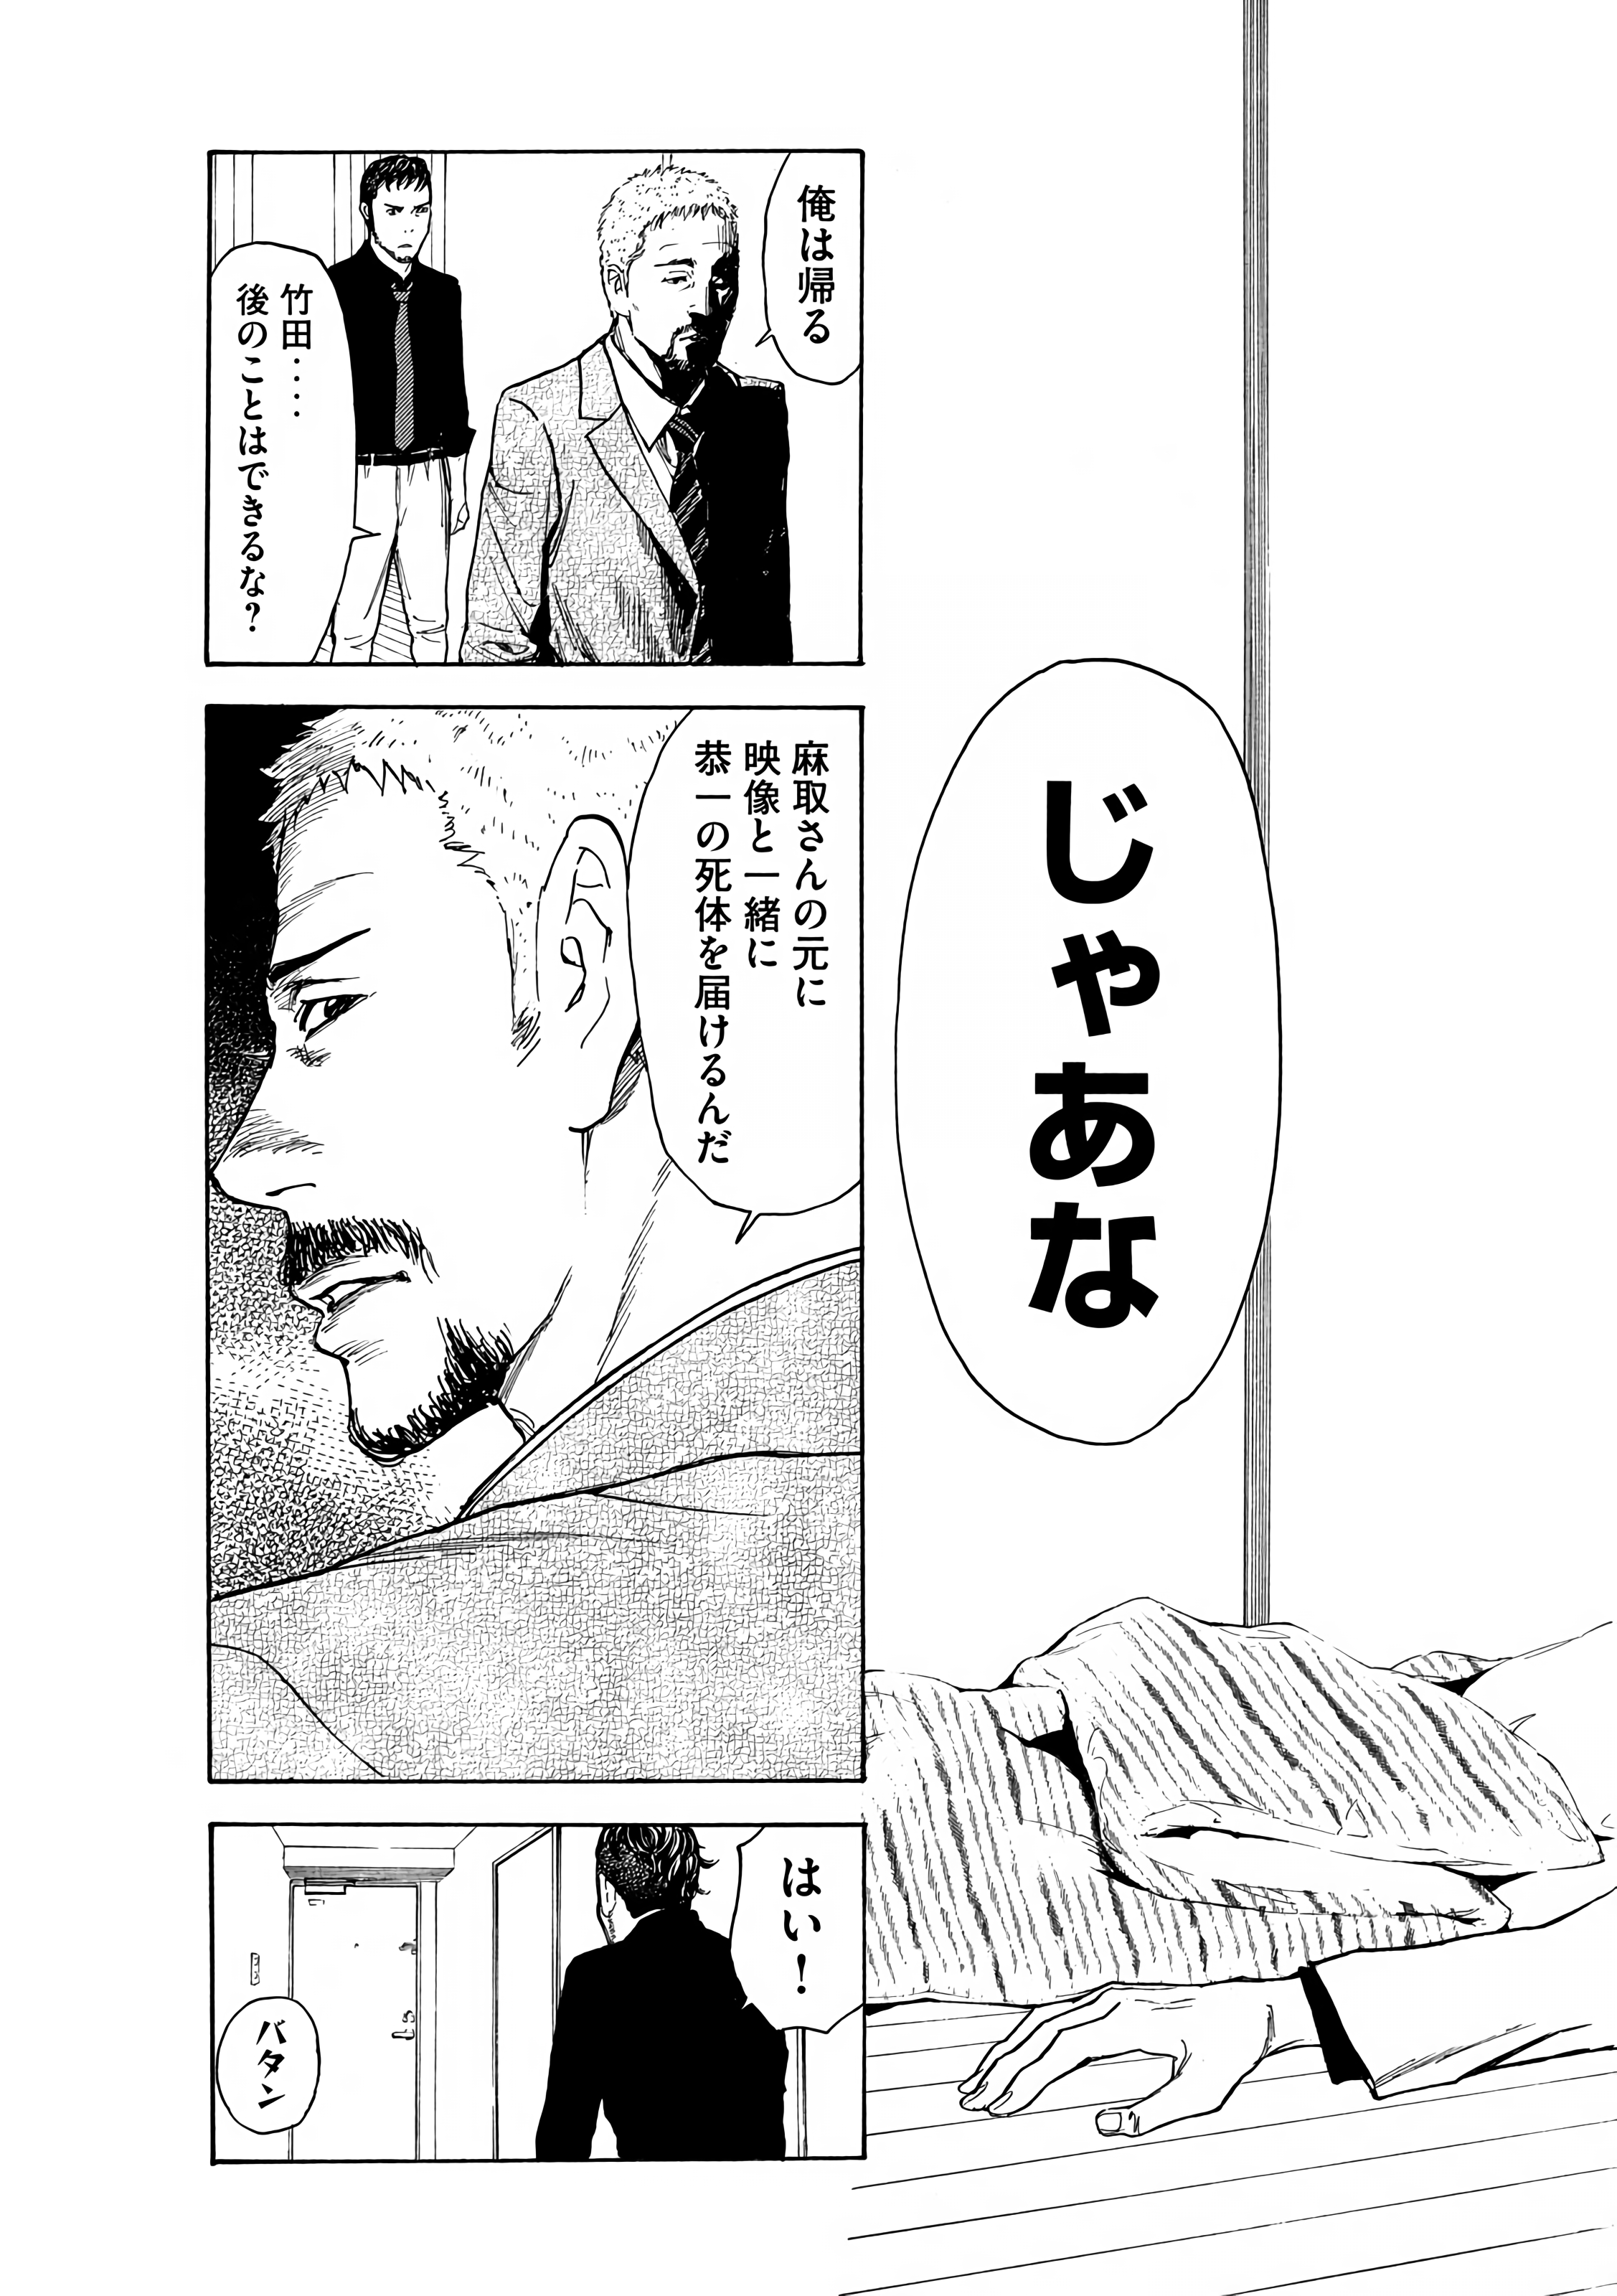 じゃあな
俺は帰る
竹田‥‥
後のことはできるな?
麻取さんの元に
映像と一緒に
恭一の死体を届けるんだ
はい!
バタン